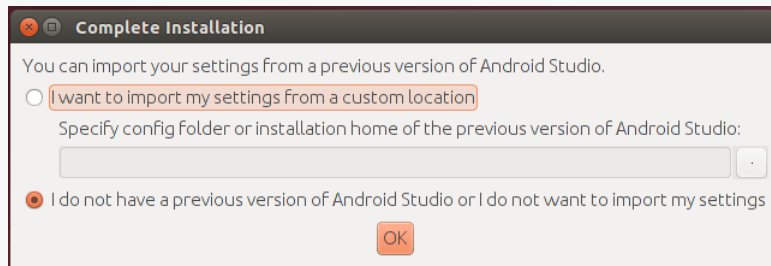 Complete Installation
You can import your settings from a previous version of Android Studio.
I want to import my settings from a custom location
Specify config folder or installation home of the previous version of Android Studio:
.
I do not have a previous version of Android Studio or I do not want to import my settings
OK